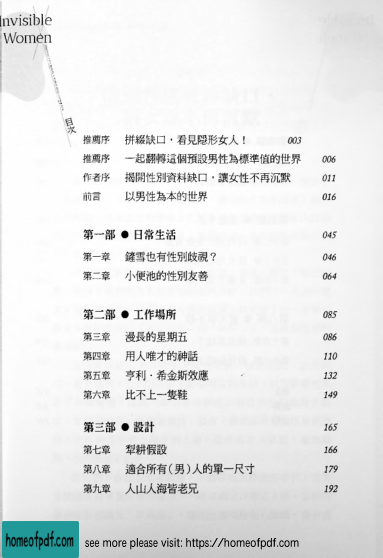 Invisible
Women
目次
推薦序 拼綴缺口，看見隱形女人！ 003
推薦序 一起翻轉這個預設男性為標準值的世界 006
作者序 揭開性別資料缺口，讓女性不再沉默 011
前言 以男性為本的世界 016
第一部 ● 日常生活 045
第一章 鏟雪也有性別歧視？ 046
第二章 小便池的性別友善 064
第二部 ● 工作場所 085
第三章 漫長的星期五 086
第四章 用人唯才的神話 110
第五章 亨利・希金斯效應 132
第六章 比不上一隻鞋 149
第三部 ● 設計 165
第七章 犁耕假設 166
第八章 適合所有（男）人的單一尺寸 179
第九章 人山人海皆老兄 192
homeofpdf.com see more please visit: https://homeofpdf.com